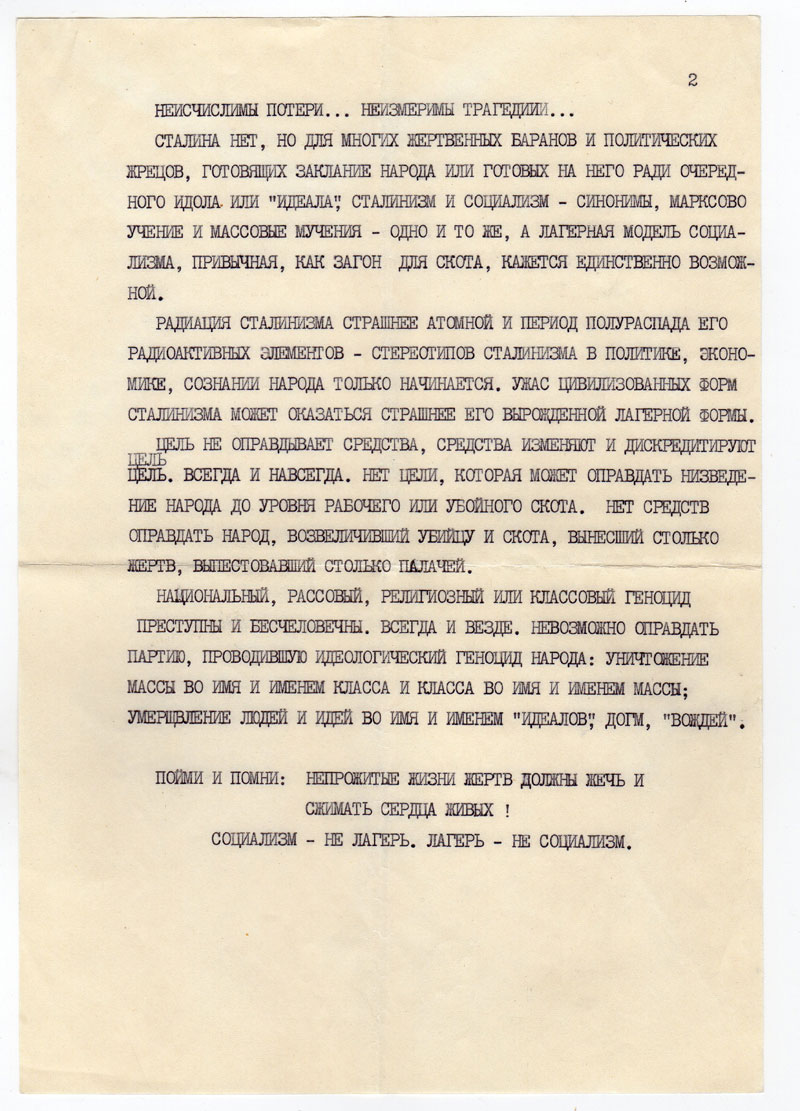 2
НЕИСЧИСЛИМЫ ПОТЕРИ... НЕИЗМЕРИМЫ ТРАГЕДИИИ...
СТАЛИНА НЕТ, НО ДЛЯ МНОГИХ ЖЕРТВЕННЫХ БАРАНОВ И ПОЛИТИЧЕСКИХ
ЖРЕЦОВ, ГОТОВЯЩИХ ЗАКЛАНИЕ НАРОДА ИЛИ ГОТОВЫХ НА НЕГО РАДИ ОЧЕРЕД-
НОГО ИДОЛА ИЛИ "ИДЕАЛА", СТАЛИНИЗМ И СОЦИАЛИЗМ - СИНОНИМЫ, МАРКСОВО
УЧЕНИЕ И МАССОВЫЕ МУЧЕНИЯ - ОДНО И ТО ЖЕ, А ЛАГЕРНАЯ МОДЕЛЬ СОЦИА-
ЛИЗМА, ПРИВЫЧНАЯ, КАК ЗАГОН ДЛЯ СКОТА, КАЖЕТСЯ ЕДИНСТВЕННО ВОЗМОЖ-
НОЙ.
РАДИАЦИЯ СТАЛИНИЗМА СТРАШНЕЕ АТОМНОЙ И ПЕРИОД ПОЛУРАСПАДА ЕГО
РАДИОАКТИВНЫХ ЭЛЕМЕНТОВ - СТЕРЕОТИПОВ СТАЛИНИЗМА В ПОЛИТИКЕ, ЭКОНО-
МИКЕ, СОЗНАНИИ НАРОДА ТОЛЬКО НАЧИНАЕТСЯ. УЖАС ЦИВИЛИЗОВАННЫХ ФОРМ
СТАЛИНИЗМА МОЖЕТ ОКАЗАТЬСЯ СТРАШНЕЕ ЕГО ВЫРОЖДЕННОЙ ЛАГЕРНОЙ ФОРМЫ.
ЦЕЛЬ НЕ ОПРАВДЫВАЕТ СРЕДСТВА, СРЕДСТВА ИЗМЕНЯЮТ И ДИСКРЕДИТИРУЮТ
ЦЕЛЬ
ЦЕЛЬ. ВСЕГДА И НАВСЕГДА. НЕТ ЦЕЛИ, КОТОРАЯ МОЖЕТ ОПРАВДАТЬ НИЗВЕДЕ-
НИЕ НАРОДА ДО УРОВНЯ РАБОЧЕГО ИЛИ УБОЙНОГО СКОТА. НЕТ СРЕДСТВ
ОПРАВДАТЬ НАРОД, ВОЗВЕЛИЧИВШИЙ УБИЙЦУ И СКОТА, ВЫНЕСШИЙ СТОЛЬКО
ЖЕРТВ, ВЫПЕСТОВАВШИЙ СТОЛЬКО ПАЛАЧЕЙ.
НАЦИОНАЛЬНЫЙ, РАССОВЫЙ, РЕЛИГИОЗНЫЙ ИЛИ КЛАССОВЫЙ ГЕНОЦИД
ПРЕСТУПНЫ И БЕСЧЕЛОВЕЧНЫ. ВСЕГДА И ВЕЗДЕ. НЕВОЗМОЖНО ОПРАВДАТЬ
ПАРТИЮ, ПРОВОДИВШУЮ ИДЕОЛОГИЧЕСКИЙ ГЕНОЦИД НАРОДА: УНИЧТОЖЕНИЕ
МАССЫ ВО ИМЯ И ИМЕНЕМ КЛАССА И КЛАССА ВО ИМЯ И ИМЕНЕМ МАССЫ;
УМЕРЩВЛЕНИЕ ЛЮДЕЙ И ИДЕЙ ВО ИМЯ И ИМЕНЕМ "ИДЕАЛОВ", ДОГМ, "ВОЖДЕЙ".
ПОЙМИ И ПОМНИ: НЕПРОЖИТЫЕ ЖИЗНИ ЖЕРТВ ДОЛЖНЫ ЖЕЧЬ И
СЖИМАТЬ СЕРДЦА ЖИВЫХ !
СОЦИАЛИЗМ - НЕ ЛАГЕРЬ. ЛАГЕРЬ - НЕ СОЦИАЛИЗМ.